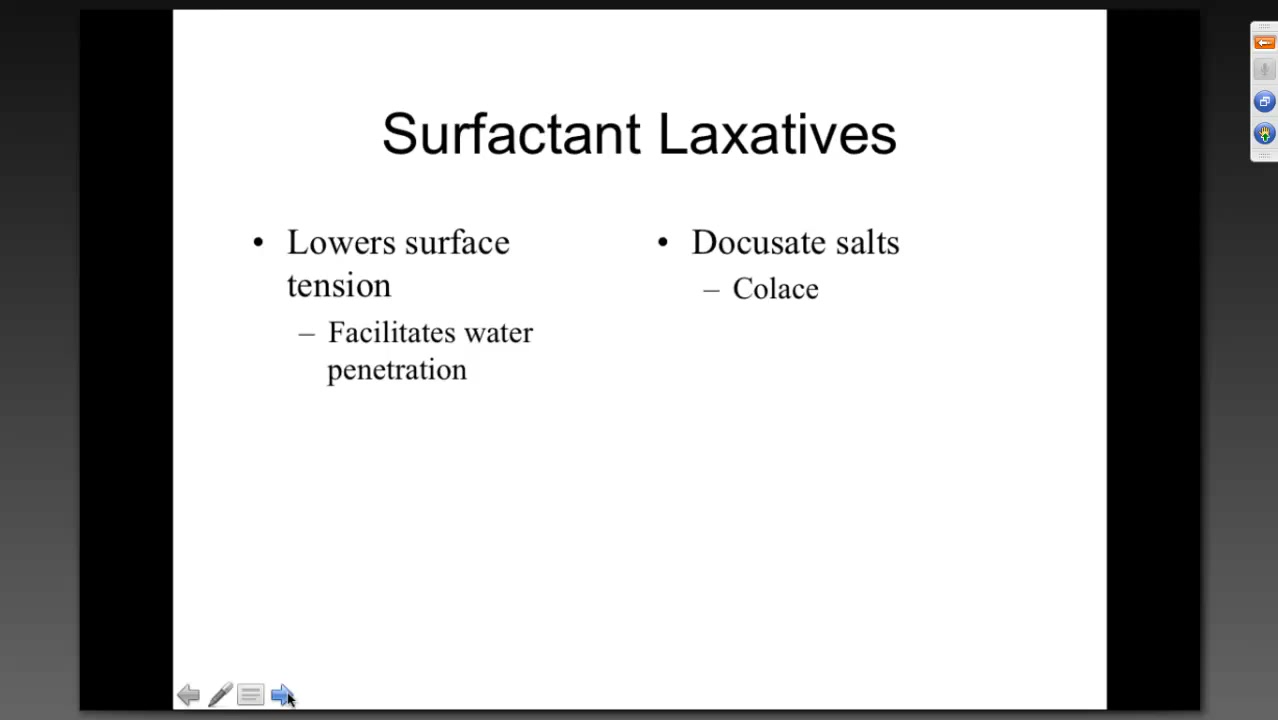 Surfactant Laxatives
• Lowers surface
tension
– Facilitates water
penetration
• Docusate salts
– Colace